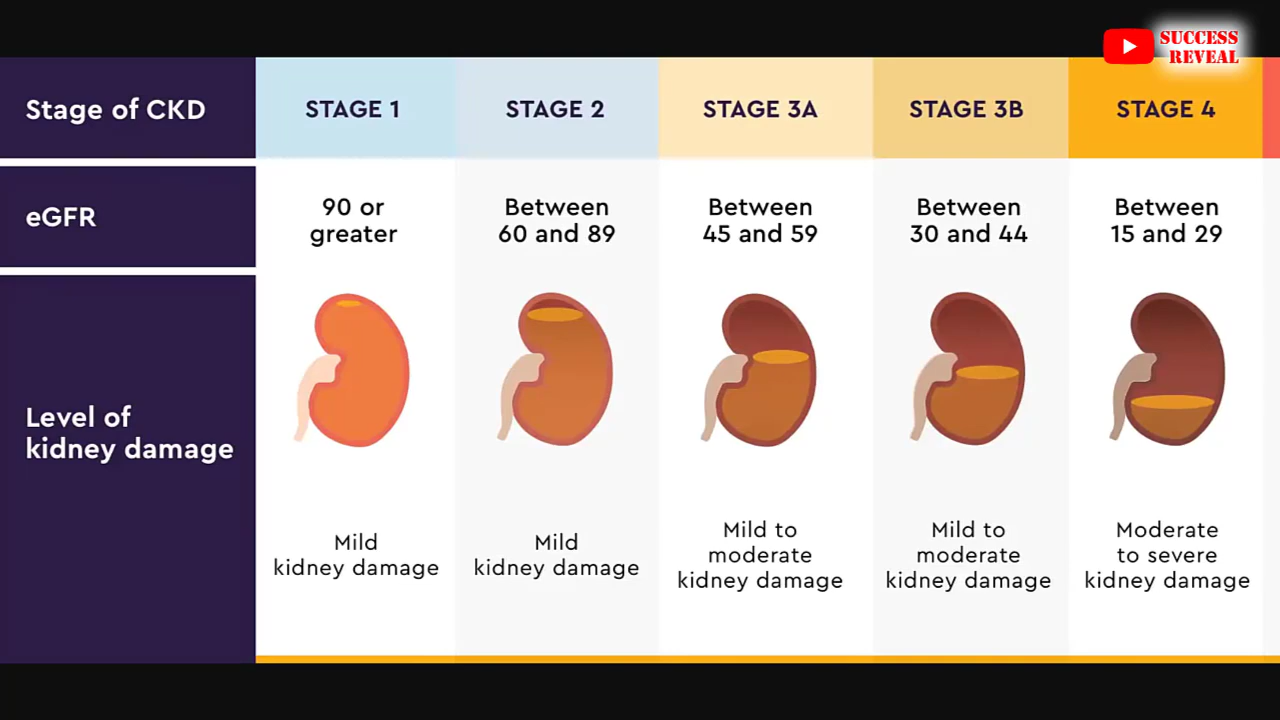 SUCCESS
REVEAL
Stage of CKD
STAGE 1
STAGE 2
STAGE 3A
STAGE 3B
STAGE 4
eGFR
90 or
greater
Between
60 and 89
Between
45 and 59
Between
30 and 44
Between
15 and 29
Level of
kidney damage
Mild
kidney damage
Mild
kidney damage
Mild to
moderate
kidney damage
Mild to
moderate
kidney damage
Moderate
to severe
kidney damage